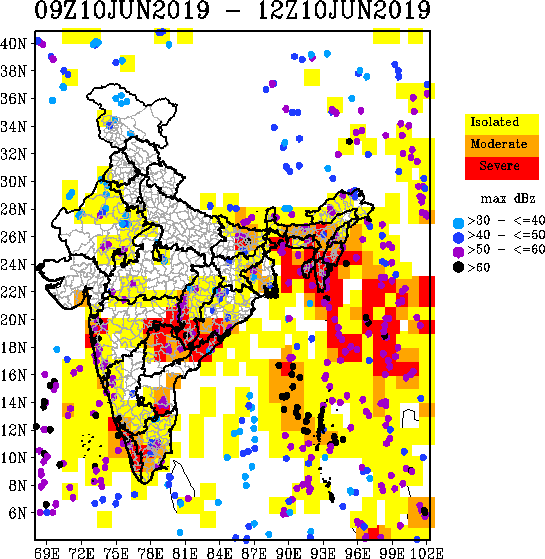 09Z10JUN2019 - 12Z10JUN2019
40N
38N
36N
34N
32N
30N
28N
26N
24N
22N
20N
18N
16N
14N
12N
10N
8N
6N
69E 72E 75E 78E 81E 84E 87E 90E 93E 96E 99E 102E
Isolated
Moderate
Severe
max dBz
>30 - <=40
>40 - <=50
>50 - <=60
>60